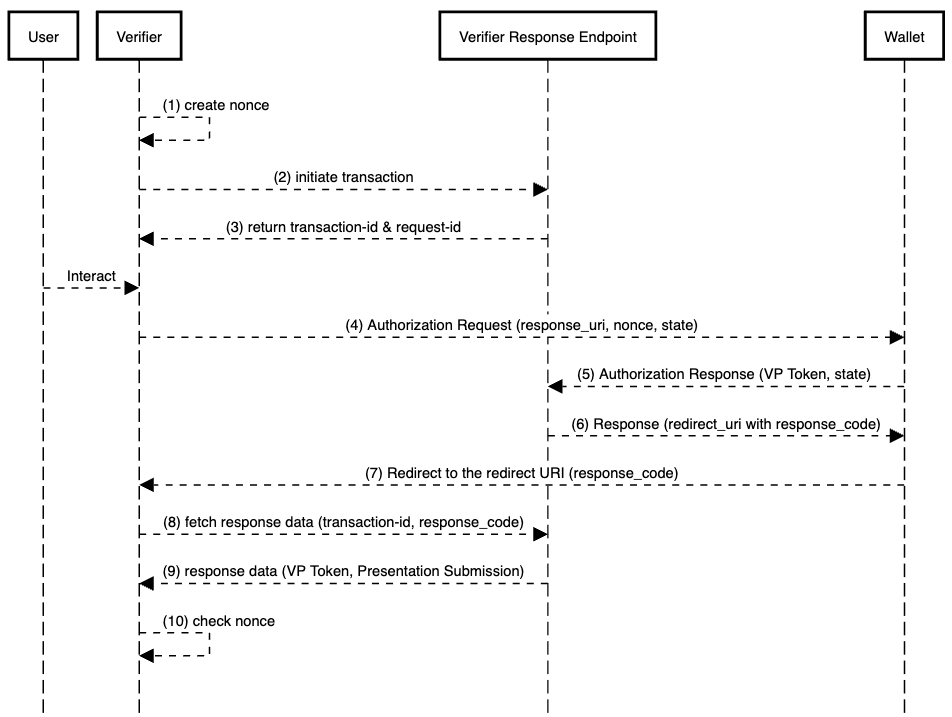 User
Verifier
Verifier Response Endpoint
Wallet
(1) create nonce
(2) initiate transaction
(3) return transaction-id & request-id
Interact
(4) Authorization Request (response_uri, nonce, state)
(5) Authorization Response (VP Token, state)
(6) Response (redirect_uri with response_code)
(7) Redirect to the redirect URI (response_code)
(8) fetch response data (transaction-id, response_code)
(9) response data (VP Token, Presentation Submission)
(10) check nonce